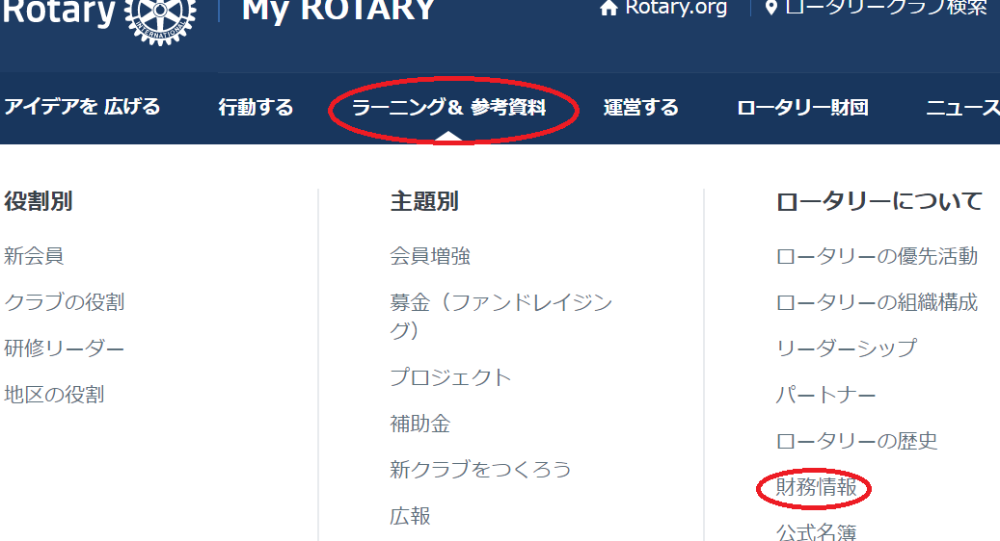 Rotary
INTERNATIONAL
My ROTARY
Rotary.org
ロータリークラブ検索
アイデアを 広げる
行動する
ラーニング& 参考資料
運営する
ロータリー財団
ニュース
役割別
新会員
クラブの役割
研修リーダー
地区の役割
主題別
会員増強
募金(ファンドレイジン
グ)
プロジェクト
補助金
新クラブをつくろう
広報
ロータリーについて
ロータリーの優先活動
ロータリーの組織構成
リーダーシップ
パートナー
ロータリーの歴史
財務情報
公式名簿